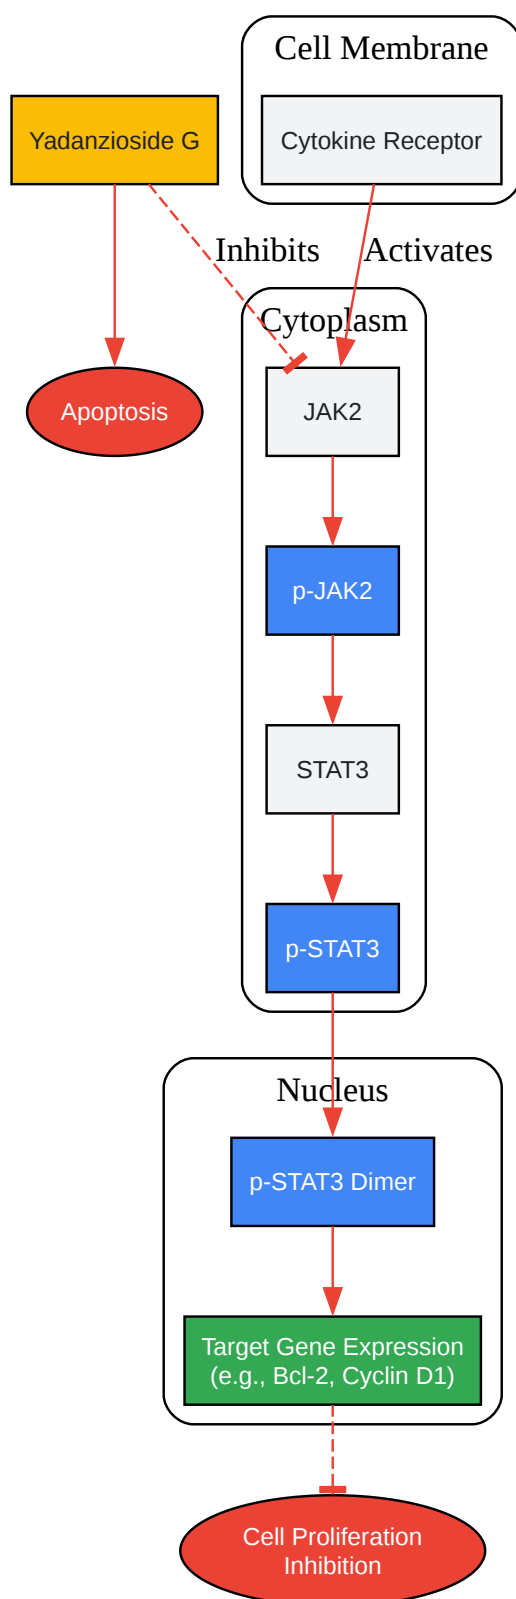 Cell Membrane
Yadanzioside G
Cytokine Receptor
Inhibits
Activates
Cytoplasm
Apoptosis
JAK2
p-JAK2
STAT3
p-STAT3
Nucleus
p-STAT3 Dimer
Target Gene Expression
(e.g., Bcl-2, Cyclin D1)
Cell Proliferation
Inhibition